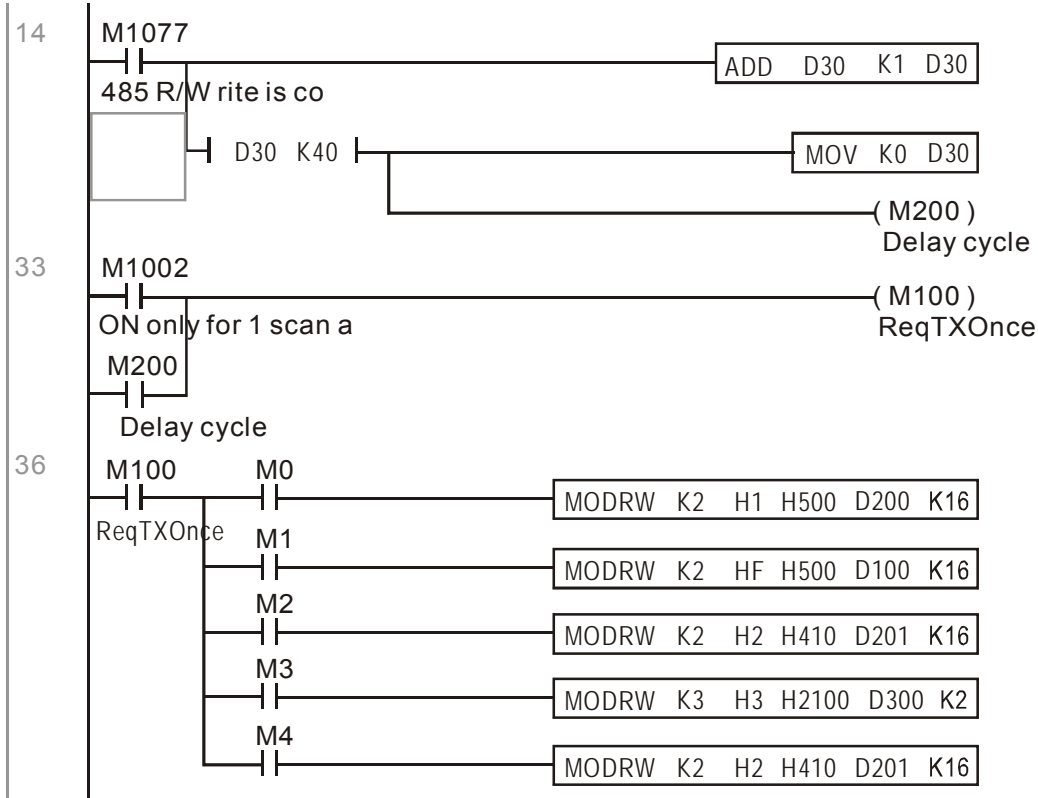 14
M1077
ADD D30 K1 D30
485 R/W rite is co
D30 K40
MOV K0 D30
( M200 )
Delay cycle
33
M1002
( M100 )
ON only for 1 scan a
ReqTXOnce
M200
Delay cycle
36
M100 M0
MODRW K2 H1 H500 D200 K16
ReqTXOnce
M1
MODRW K2 HF H500 D100 K16
M2
MODRW K2 H2 H410 D201 K16
M3
MODRW K3 H3 H2100 D300 K2
M4
MODRW K2 H2 H410 D201 K16